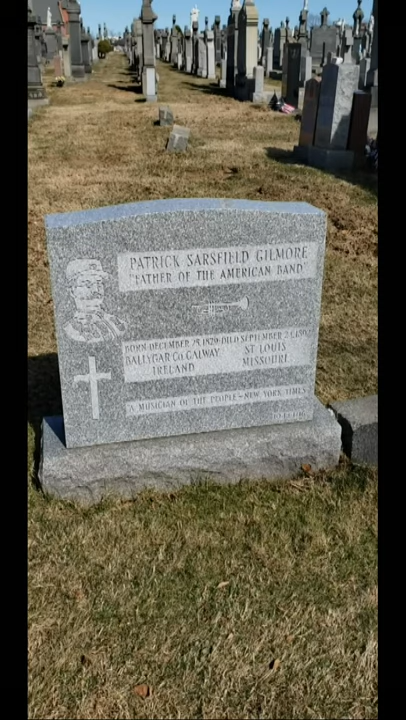 PATRICK SARSFIELD GILMORE
"FATHER OF THE AMERICAN BAND"
BORN DECEMBER 25, 1829 DIED SEPTEMBER 24,
BALLYGAR CO. GALWAY
IRELAND
ST LOUIS
MISSOURI
"A MUSICIAN OF THE PEOPLE" NEW YORK TIMES